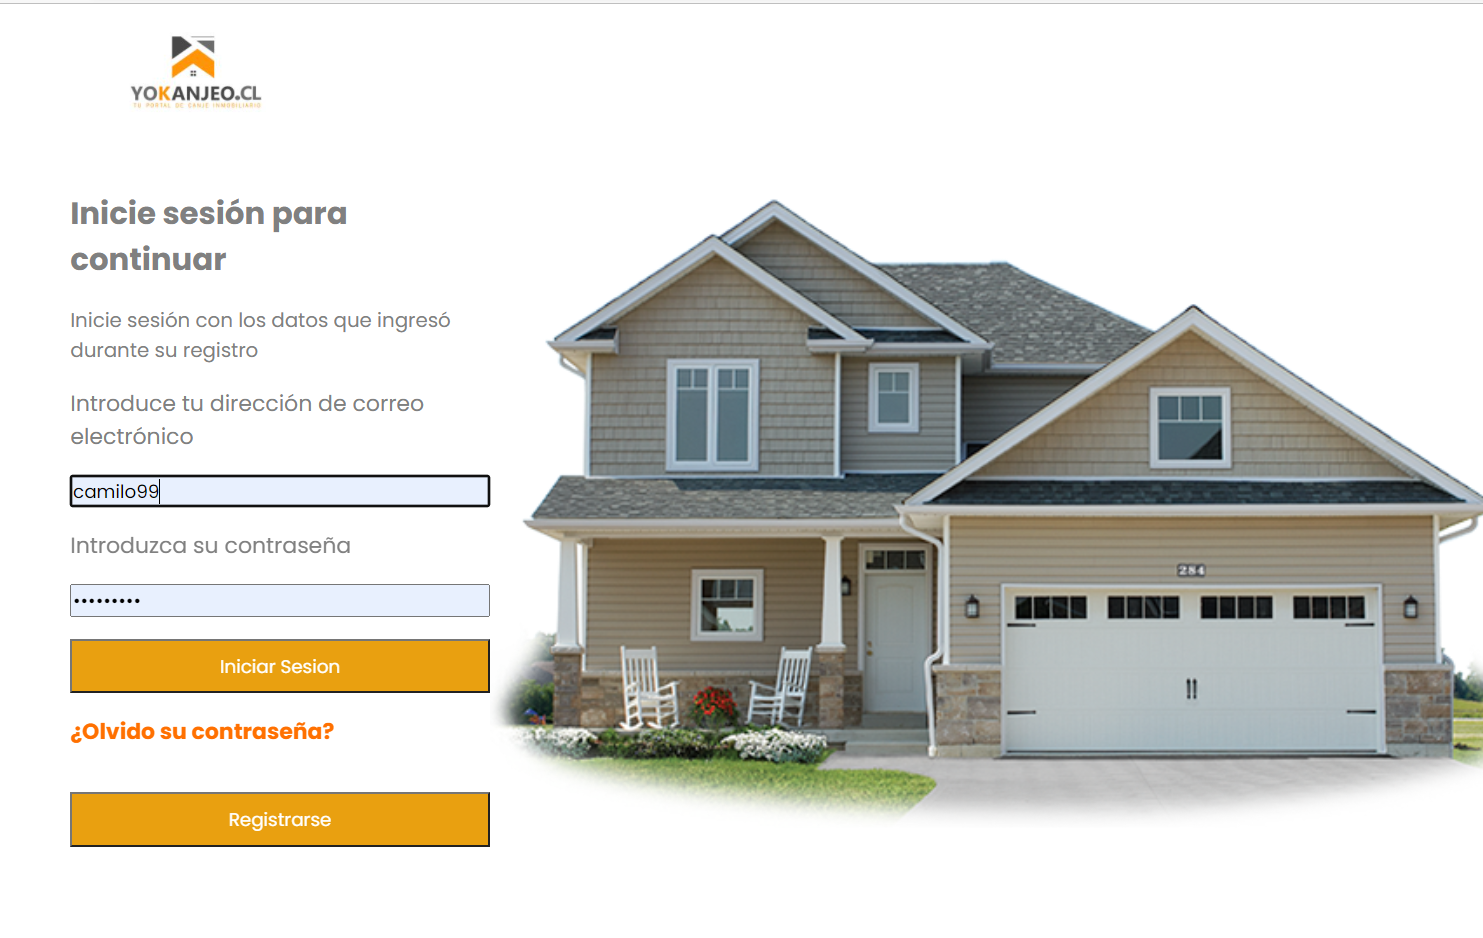 YOKANJEO.CL
TU PORTAL DE CANJE INMOBILIARIO
Inicie sesión para
continuar
Inicie sesión con los datos que ingresó
durante su registro
Introduce tu dirección de correo
electrónico
camilo99
Introduzca su contraseña
•••••••••
Iniciar Sesion
¿Olvido su contraseña?
Registrarse
284